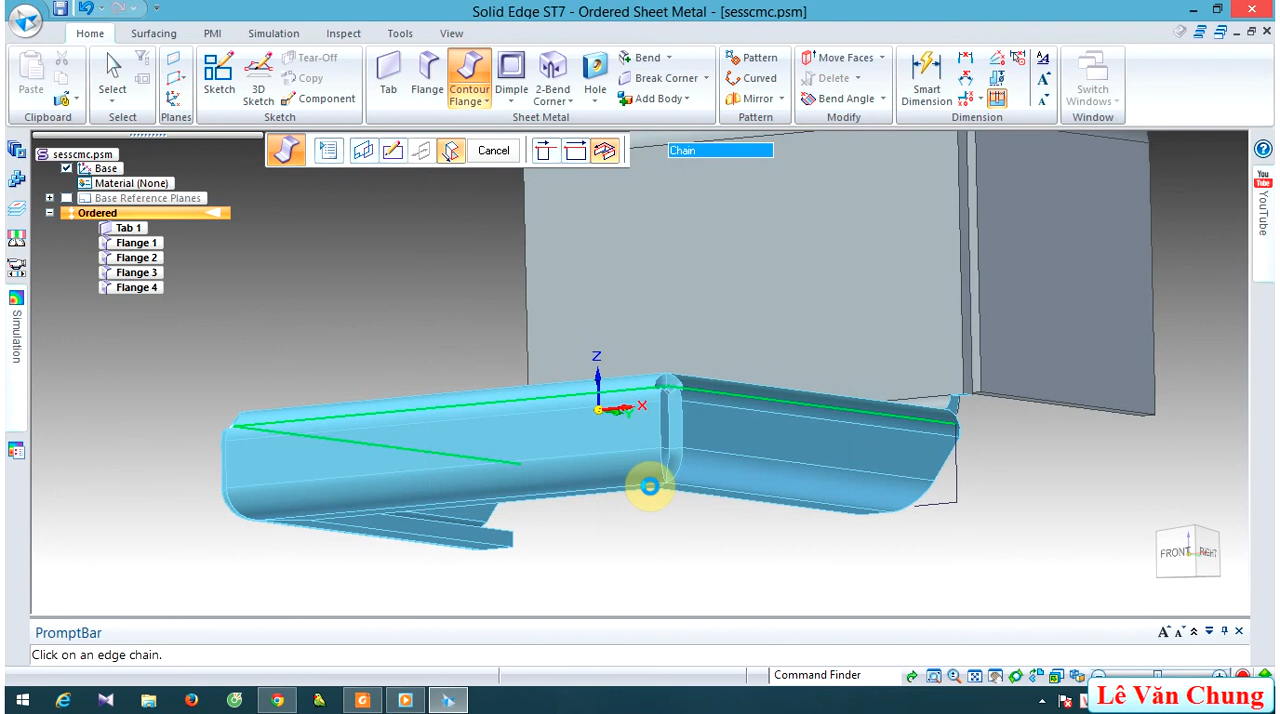 Solid Edge ST7 - Ordered Sheet Metal - [sesscmc.psm]
Home Surfacing PMI Simulation Inspect Tools View
Paste
Clipboard
Select
Select
Planes
Sketch
3D Sketch
Tear-Off
Copy
Component
Sketch
Tab
Flange
Contour Flange
Dimple
2-Bend Corner
Hole
Bend
Break Corner
Add Body
Sheet Metal
Pattern
Curved
Mirror
Pattern
Move Faces
Delete
Bend Angle
Modify
Smart Dimension
Dimension
Switch Windows
Window
Cancel
Chain
sesscmc.psm
Base
Material (None)
Base Reference Planes
Ordered
Tab 1
Flange 1
Flange 2
Flange 3
Flange 4
Simulation
You Tube
YouTube
Z
X
Y
FRONT
PromptBar
Click on an edge chain.
Command Finder
Lê Văn Chung